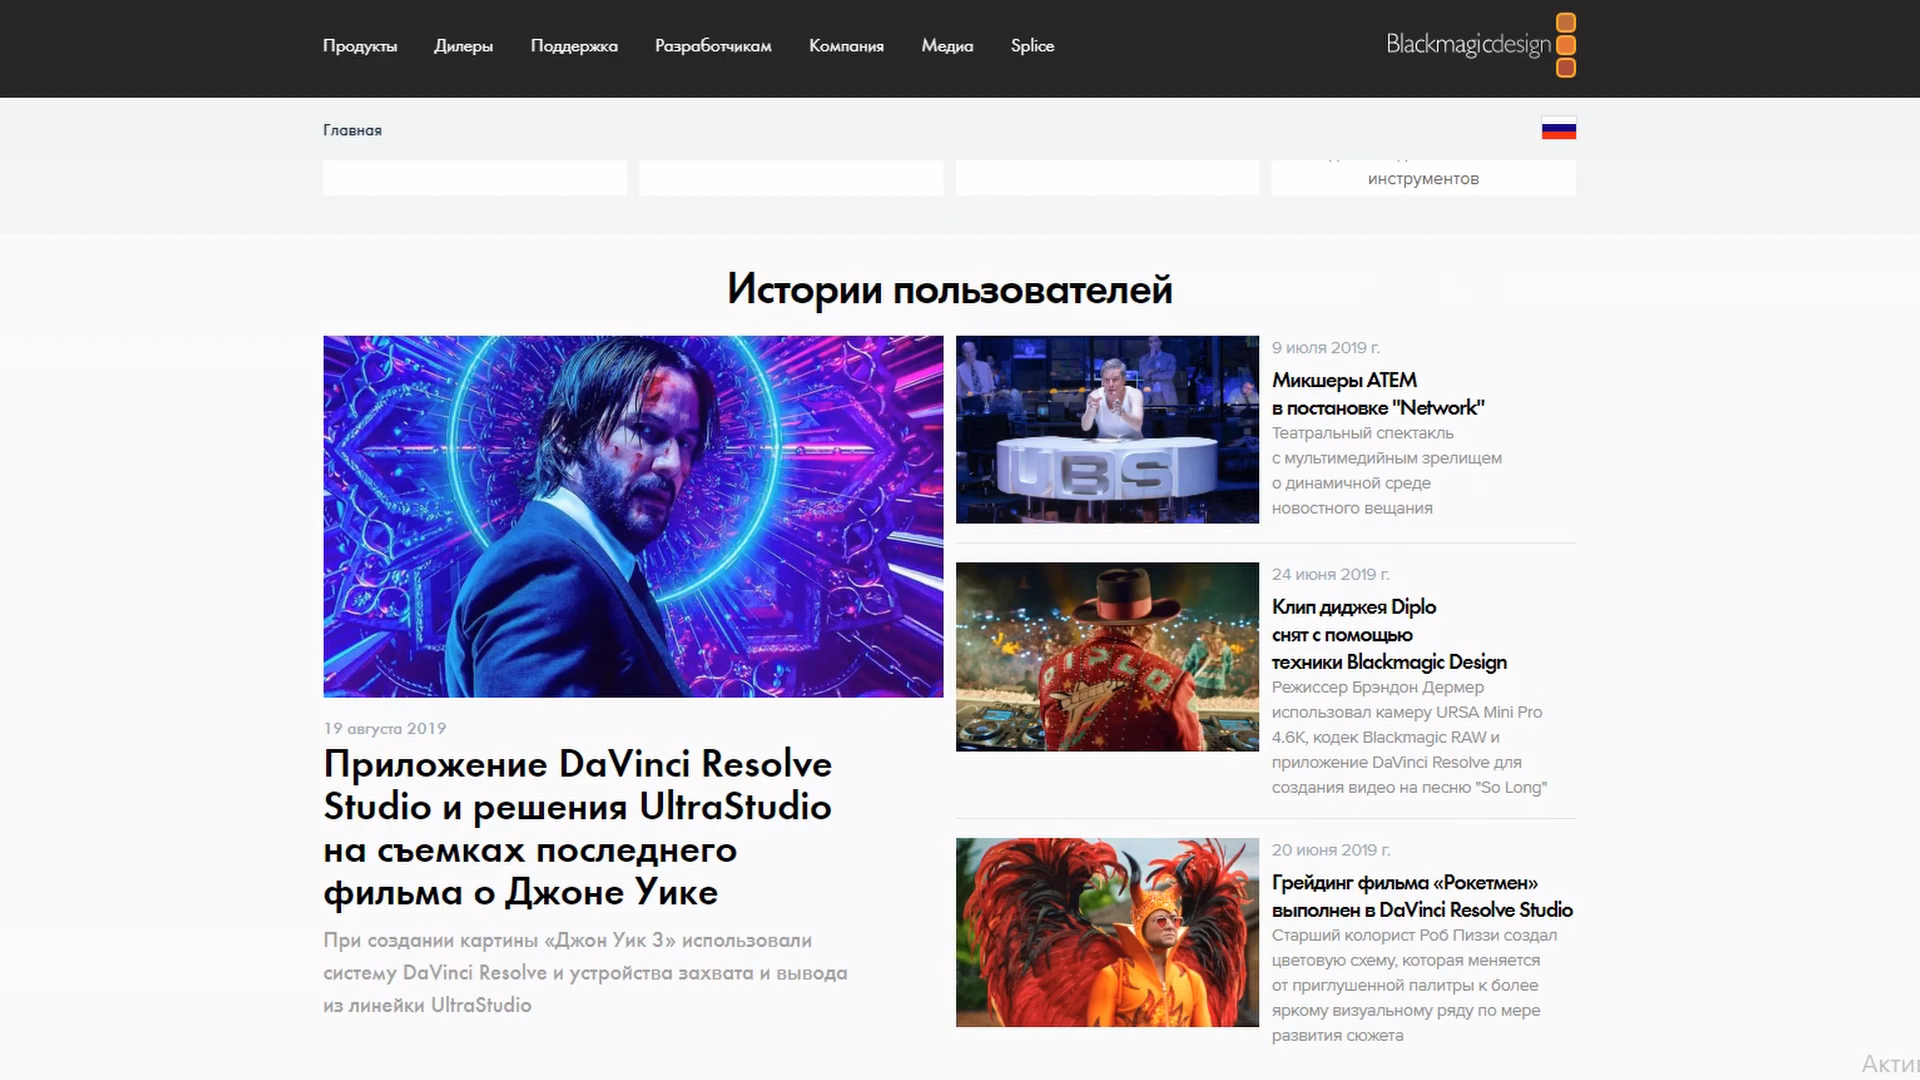 Продукты Дилеры Поддержка Разработчикам Компания Медиа Splice
Blackmagicdesign
Главная
инструментов
Истории пользователей
19 августа 2019
Приложение DaVinci Resolve
Studio и решения UltraStudio
на съемках последнего
фильма о Джоне Уике
При создании картины «Джон Уик 3» использовали
систему DaVinci Resolve и устройства захвата и вывода
из линейки UltraStudio
UBS
9 июля 2019 г.
Микшеры ATEM
в постановке "Network"
Театральный спектакль
с мультимедийным зрелищем
о динамичной среде
новостного вещания
DIPLO
24 июня 2019 г.
Клип диджея Diplo
снят с помощью
техники Blackmagic Design
Режиссер Брэндон Дермер
использовал камеру URSA Mini Pro
4.6K, кодек Blackmagic RAW и
приложение DaVinci Resolve для
создания видео на песню "So Long"
20 июня 2019 г.
Грейдинг фильма «Рокетмен»
выполнен в DaVinci Resolve Studio
Старший колорист Роб Пиззи создал
цветовую схему, которая меняется
от приглушенной палитры к более
яркому визуальному ряду по мере
развития сюжета